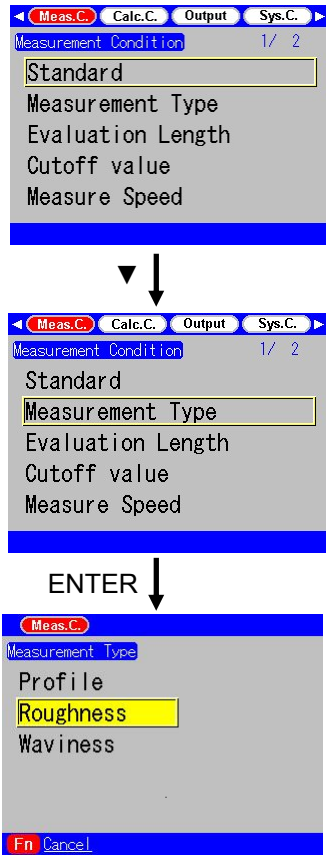 ◀ Meas.C. Calc.C. Output Sys.C. ▶
Measurement Condition 1/ 2
Standard
Measurement Type
Evaluation Length
Cutoff value
Measure Speed
▼
◀ Meas.C. Calc.C. Output Sys.C. ▶
Measurement Condition 1/ 2
Standard
Measurement Type
Evaluation Length
Cutoff value
Measure Speed
ENTER
Meas.C.
Measurement Type
Profile
Roughness
Waviness
Fn Cancel